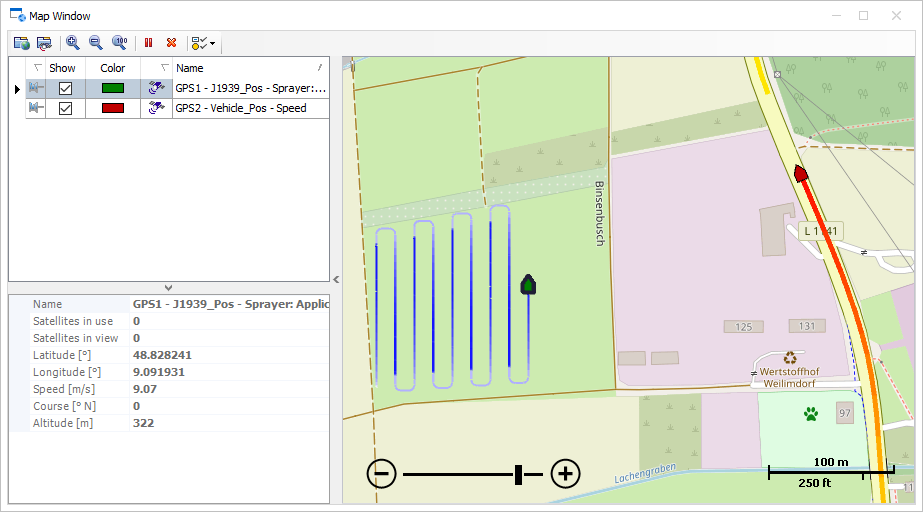 Map Window
100
Show Color Name /
GPS1 - J1939_Pos - Sprayer:...
GPS2 - Vehicle_Pos - Speed
Name GPS1 - J1939_Pos - Sprayer: Applic
Satellites in use 0
Satellites in view 0
Latitude [°] 48.828241
Longitude [°] 9.091931
Speed [m/s] 9.07
Course [° N] 0
Altitude [m] 322
Binsenbusch
L 1141
125
131
Wertstoffhof
Weilimdorf
97
Lachengraben
100 m
250 ft
11